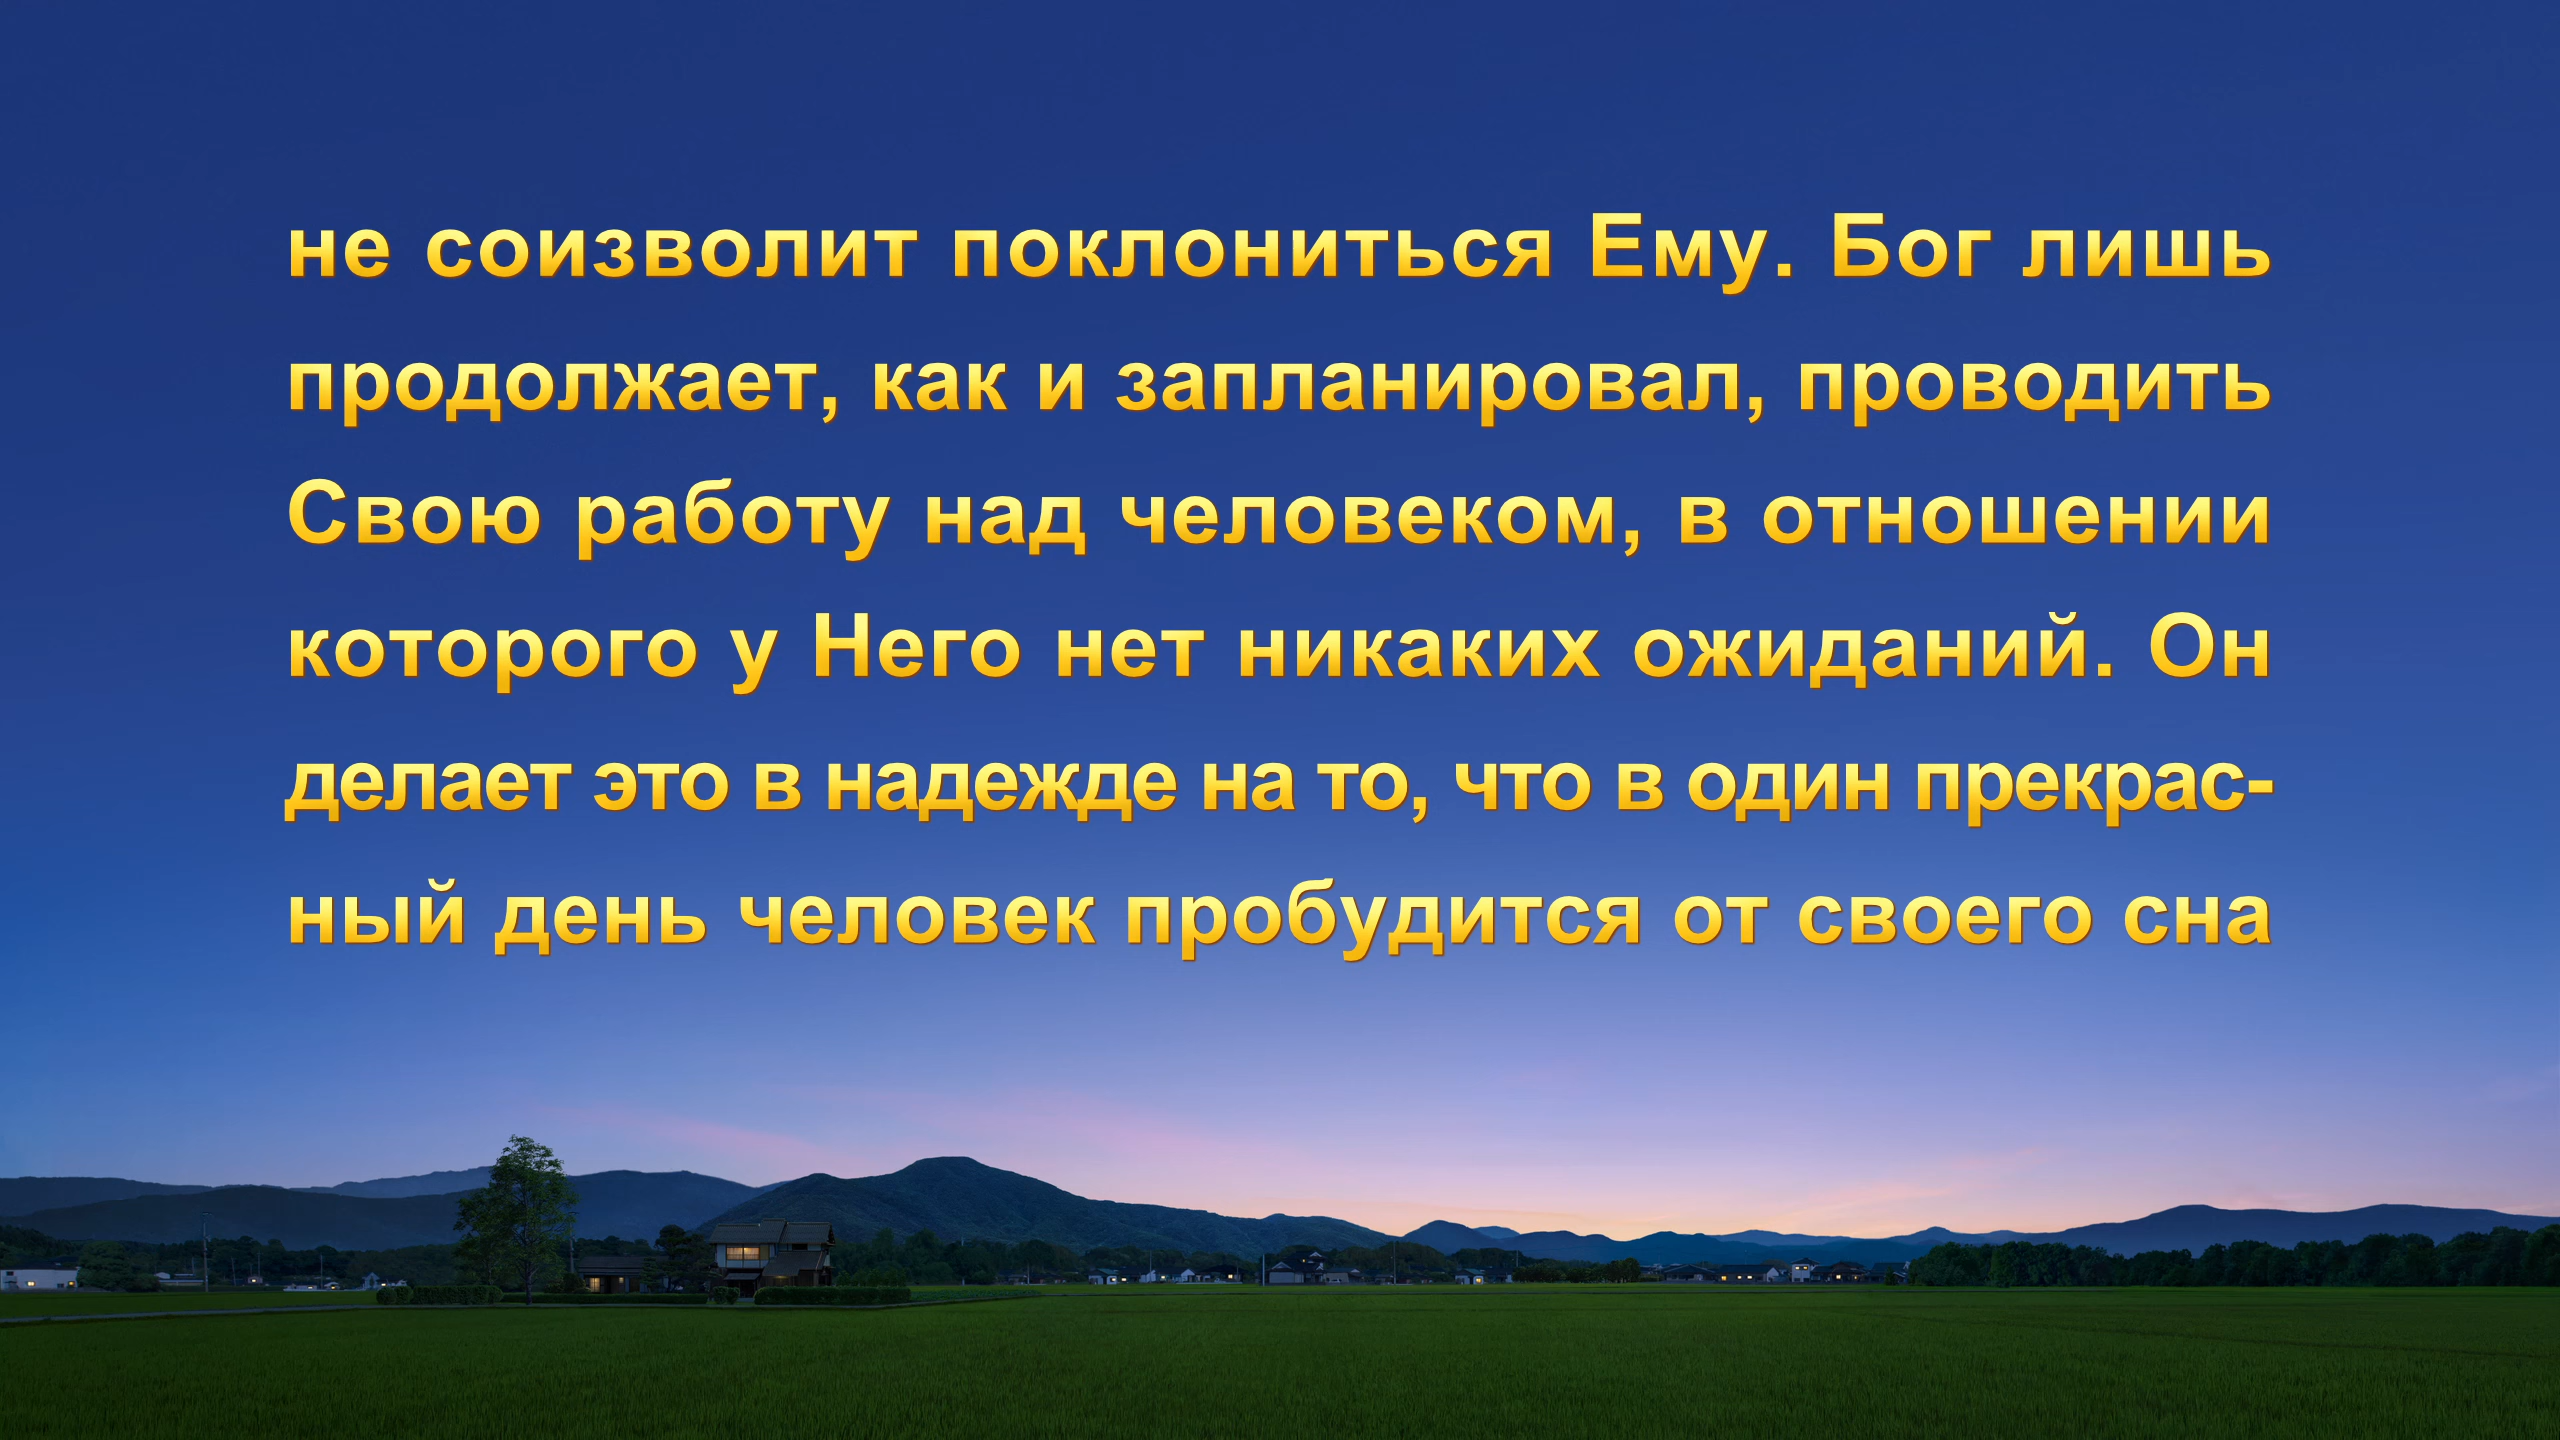 не соизволит поклониться Ему. Бог лишь
продолжает, как и запланировал, проводить
Свою работу над человеком, в отношении
которого у Него нет никаких ожиданий. Он
делает это в надежде на то, что в один прекрас-
ный день человек пробудится от своего сна